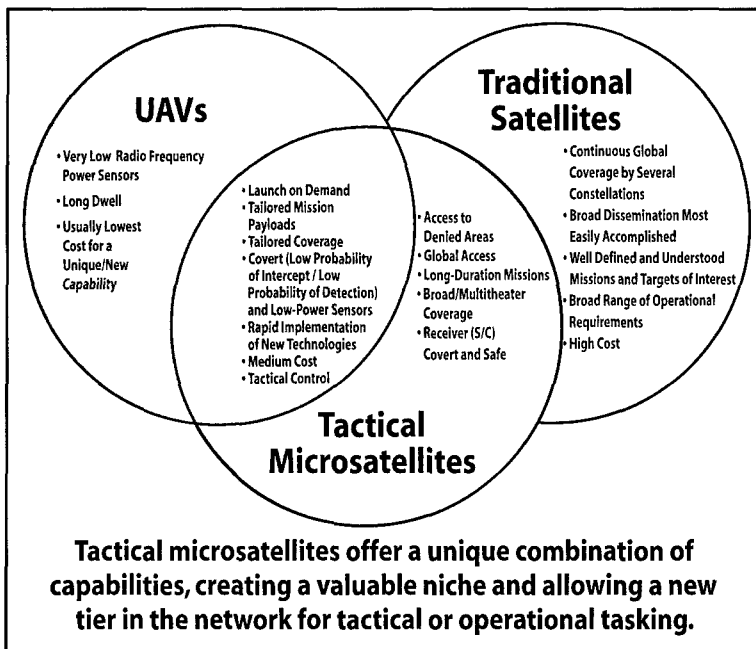 UAVs
• Very Low Radio Frequency
Power Sensors
• Long Dwell
• Usually Lowest
Cost for a
Unique/New
Capability
• Launch on Demand
• Tailored Mission
Payloads
• Tailored Coverage
• Covert (Low Probability
of Intercept / Low
Probability of Detection)
and Low-Power Sensors
• Rapid Implementation
of New Technologies
• Medium Cost
• Tactical Control
• Access to
Denied Areas
• Global Access
• Long-Duration Missions
• Broad/Multitheater
Coverage
• Receiver (S/C)
Covert and Safe
Traditional
Satellites
• Continuous Global
Coverage by Several
Constellations
• Broad Dissemination Most
Easily Accomplished
• Well Defined and Understood
Missions and Targets of Interest
• Broad Range of Operational
Requirements
• High Cost
Tactical
Microsatellites
Tactical microsatellites offer a unique combination of
capabilities, creating a valuable niche and allowing a new
tier in the network for tactical or operational tasking.